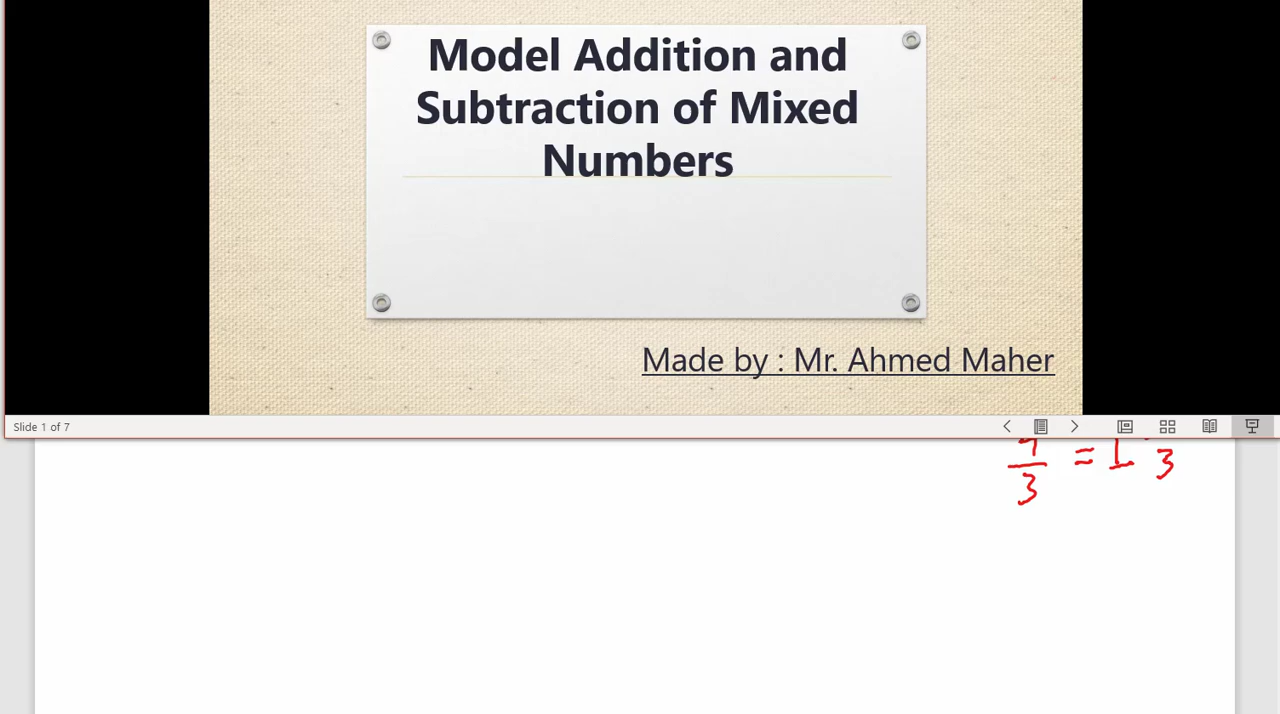 Model Addition and
Subtraction of Mixed
Numbers
Made by : Mr. Ahmed Maher
Slide 1 of 7
= 1
3
3